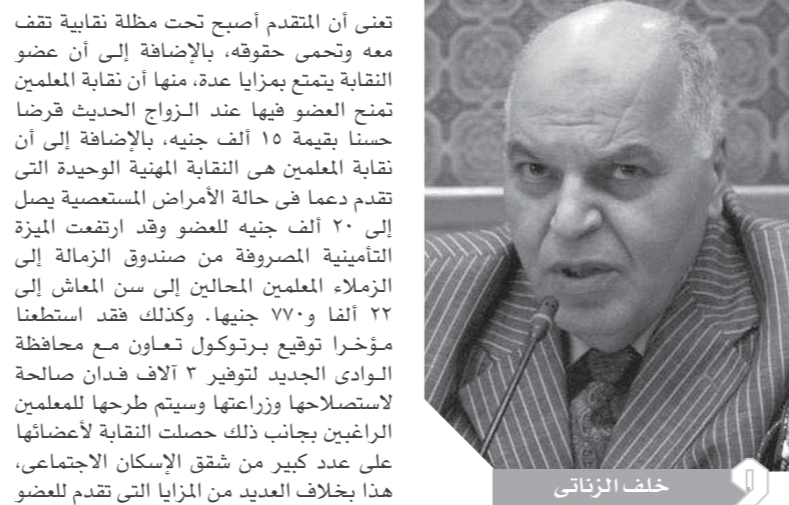 تعنى أن المتقدم أصبح تحت مظلة نقابية تقف
معه وتحمى حقوقه، بالإضافة إلى أن عضو
النقابة يتمتع بمزايا عدة، منها أن نقابة المعلمين
تمنح العضو فيها عند الزواج الحديث قرضا
حسنا بقيمة ١٥ ألف جنيه، بالإضافة إلى أن
نقابة المعلمين هى النقابة المهنية الوحيدة التى
تقدم دعما فى حالة الأمراض المستعصية يصل
إلى ٢٠ ألف جنيه للعضو وقد ارتفعت الميزة
التأمينية المصروفة من صندوق الزمالة إلى
الزملاء المعلمين المحالين إلى سن المعاش إلى
٢٢ ألفا و٧٧٠ جنيها. وكذلك فقد استطعنا
مؤخرا توقيع برتوكول تعاون مع محافظة
الوادى الجديد لتوفير ٣ آلاف فدان صالحة
لاستصلاحها وزراعتها وسيتم طرحها للمعلمين
الراغبين بجانب ذلك حصلت النقابة لأعضائها
على عدد كبير من شقق الإسكان الاجتماعى،
هذا بخلاف العديد من المزايا التى تقدم للعضو
خلف الزناتى